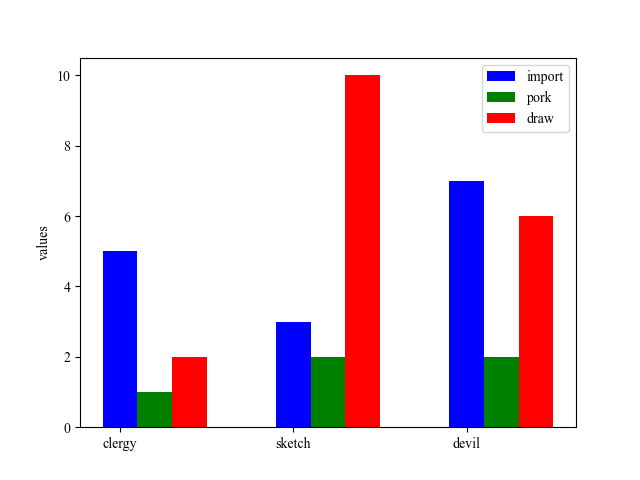 import
pork
draw
values
10
8
6
4
2
0
clergy
sketch
devil